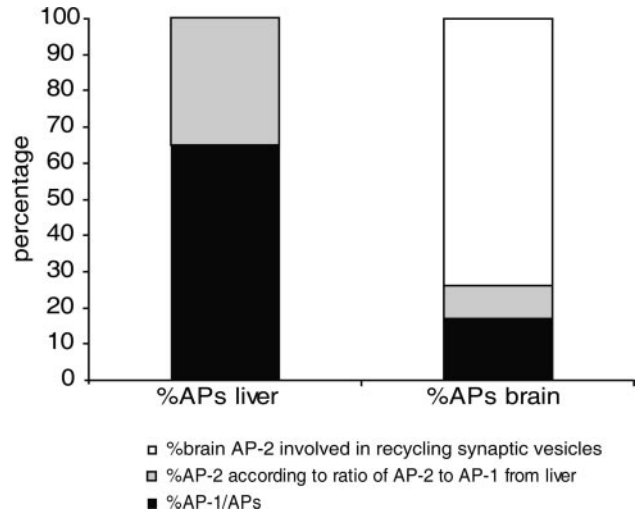 percentage
100
90
80
70
60
50
40
30
20
10
0
%APs liver %APs brain
%brain AP-2 involved in recycling synaptic vesicles
%AP-2 according to ratio of AP-2 to AP-1 from liver
%AP-1/APs